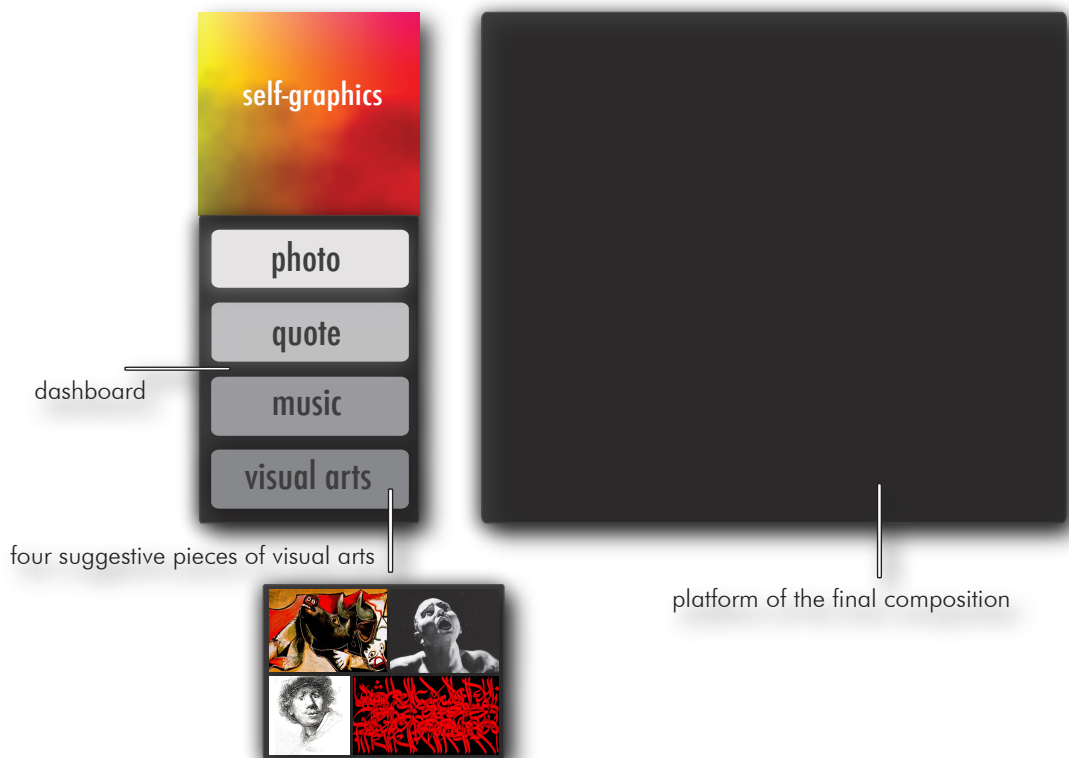 self-graphics
photo
quote
music
visual arts
dashboard
four suggestive pieces of visual arts
platform of the final composition